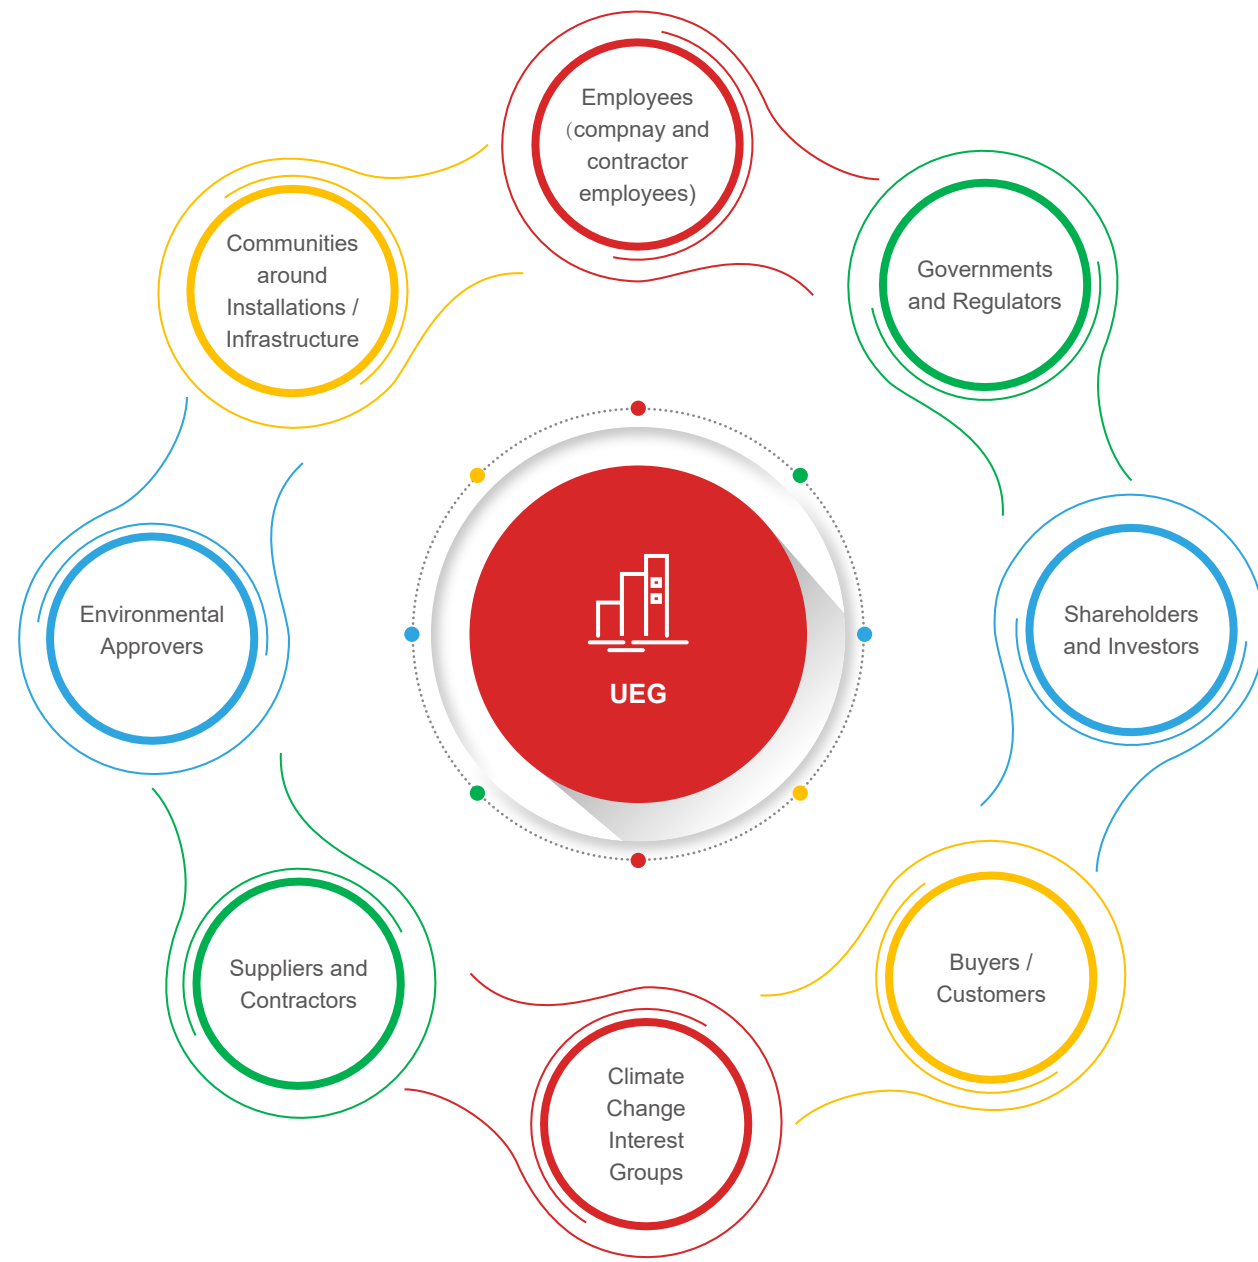 Employees
（compnay and
contractor
employees)
Governments
and Regulators
Shareholders
and Investors
Buyers /
Customers
Climate
Change
Interest
Groups
Suppliers and
Contractors
Environmental
Approvers
Communities
around
Installations /
Infrastructure
UEG